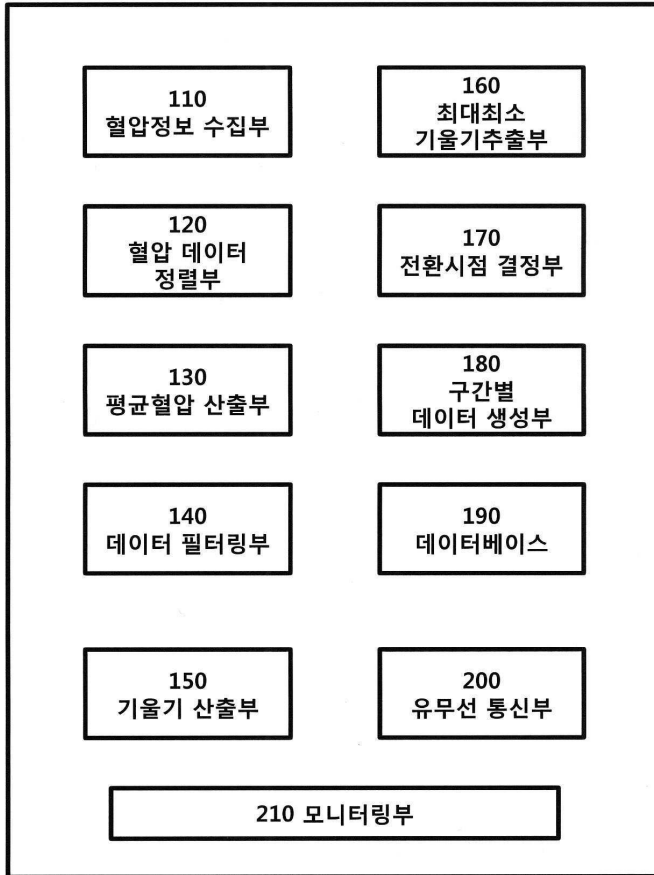 110
혈압정보 수집부
120
혈압 데이터
정렬부
130
평균혈압 산출부
140
데이터 필터링부
150
기울기 산출부
160
최대최소
기울기추출부
170
전환시점 결정부
180
구간별
데이터 생성부
190
데이터베이스
200
유무선 통신부
210 모니터링부